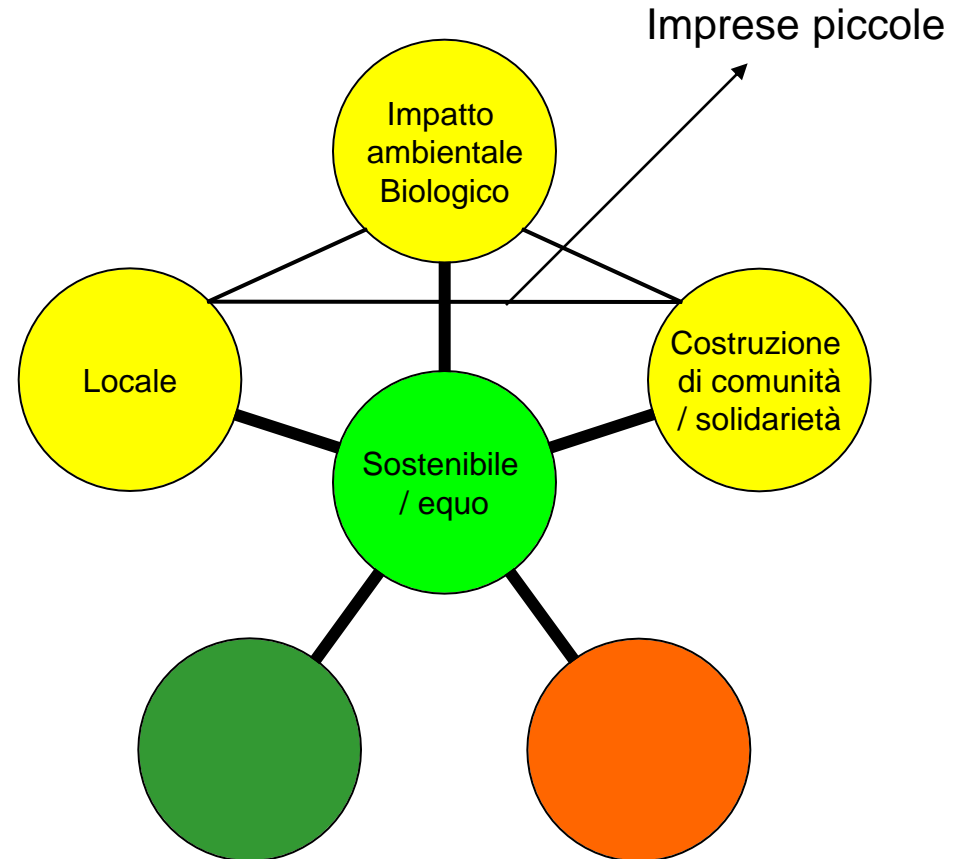 Imprese piccole
Impatto
ambientale
Biologico
Locale
Costruzione
di comunità
/ solidarietà
Sostenibile
/ equo